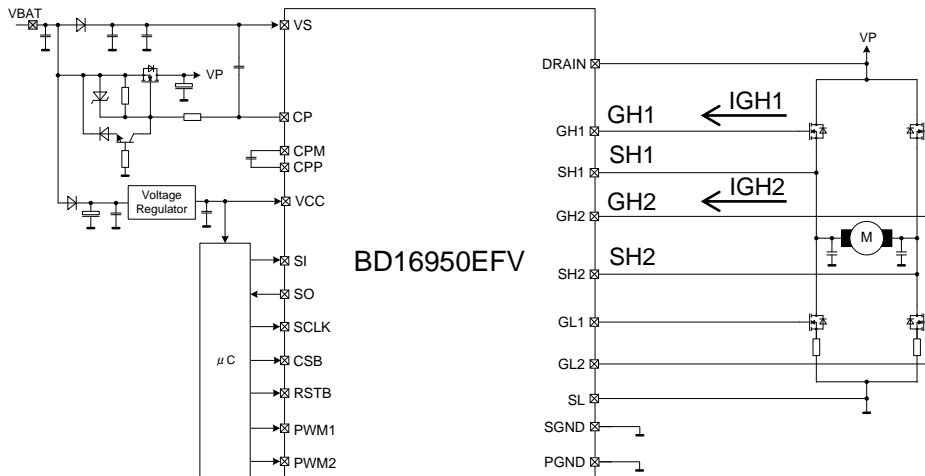 VBAT
VS
VP
CP
CPM
CPP
VCC
Voltage
Regulator
SI
SO
SCLK
μC
CSB
RSTB
PWM1
PWM2
BD16950EFV
VP
DRAIN
GH1
IGH1
GH1
SH1
SH1
GH2
IGH2
GH2
M
SH2
SH2
GL1
GL2
SL
SGND
PGND